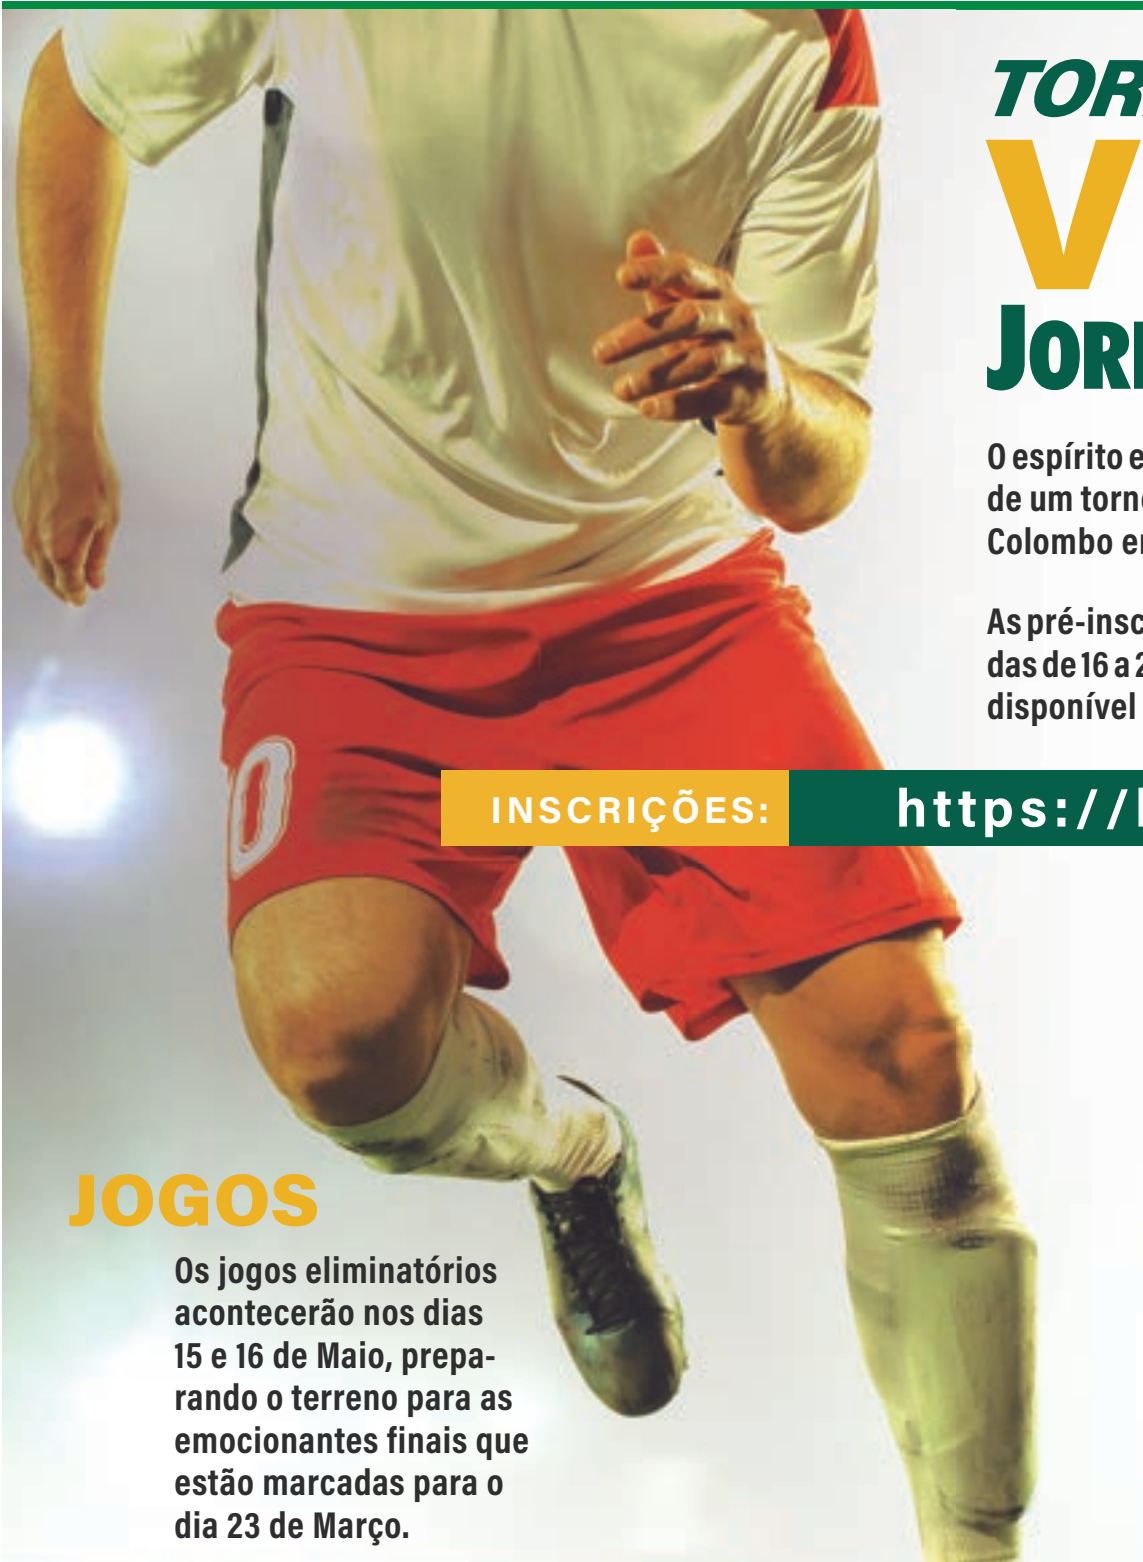 TOR
V
JOR
O espírito e
de um torn
Colombo e
As pré-insc
das de 16 a 2
disponível
INSCRIÇÕES:
https://
0
JOGOS
Os jogos eliminatórios
acontecerão nos dias
15 e 16 de Maio, prepa-
rando o terreno para as
emocionantes finais que
estão marcadas para o
dia 23 de Março.